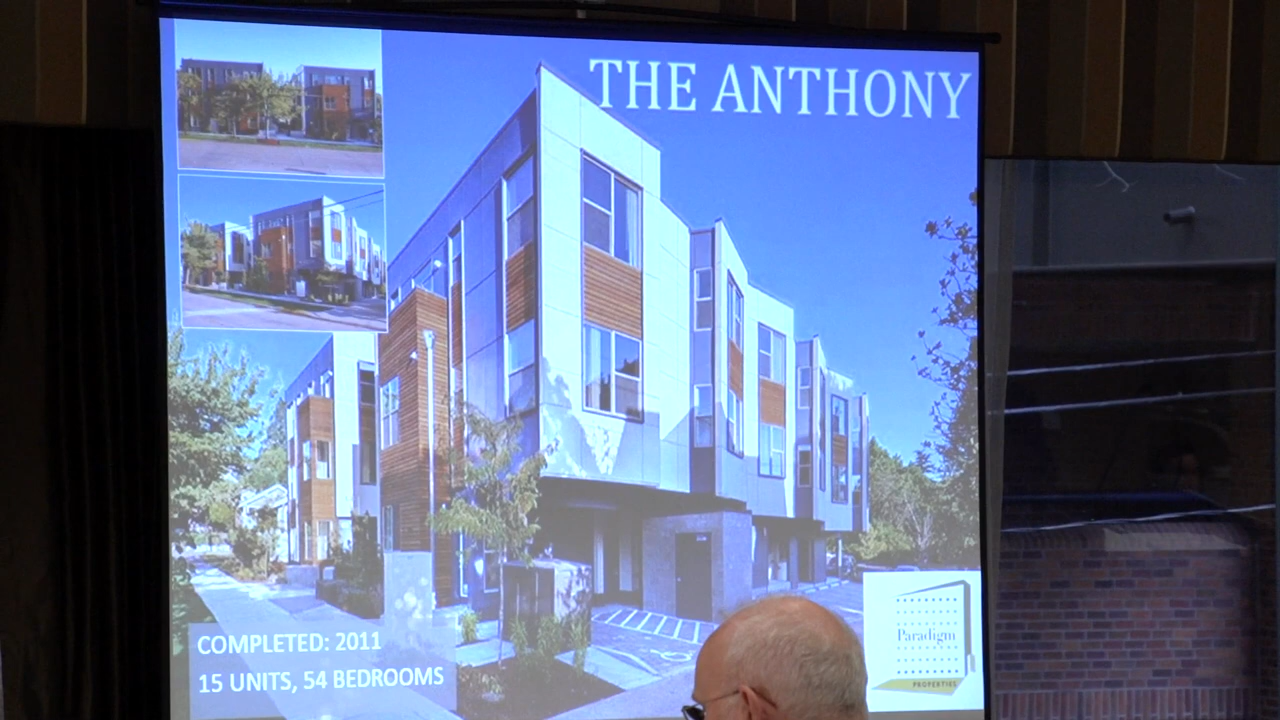 THE ANTHONY
COMPLETED: 2011
15 UNITS, 54 BEDROOMS
Paradigm
PROPERTIES